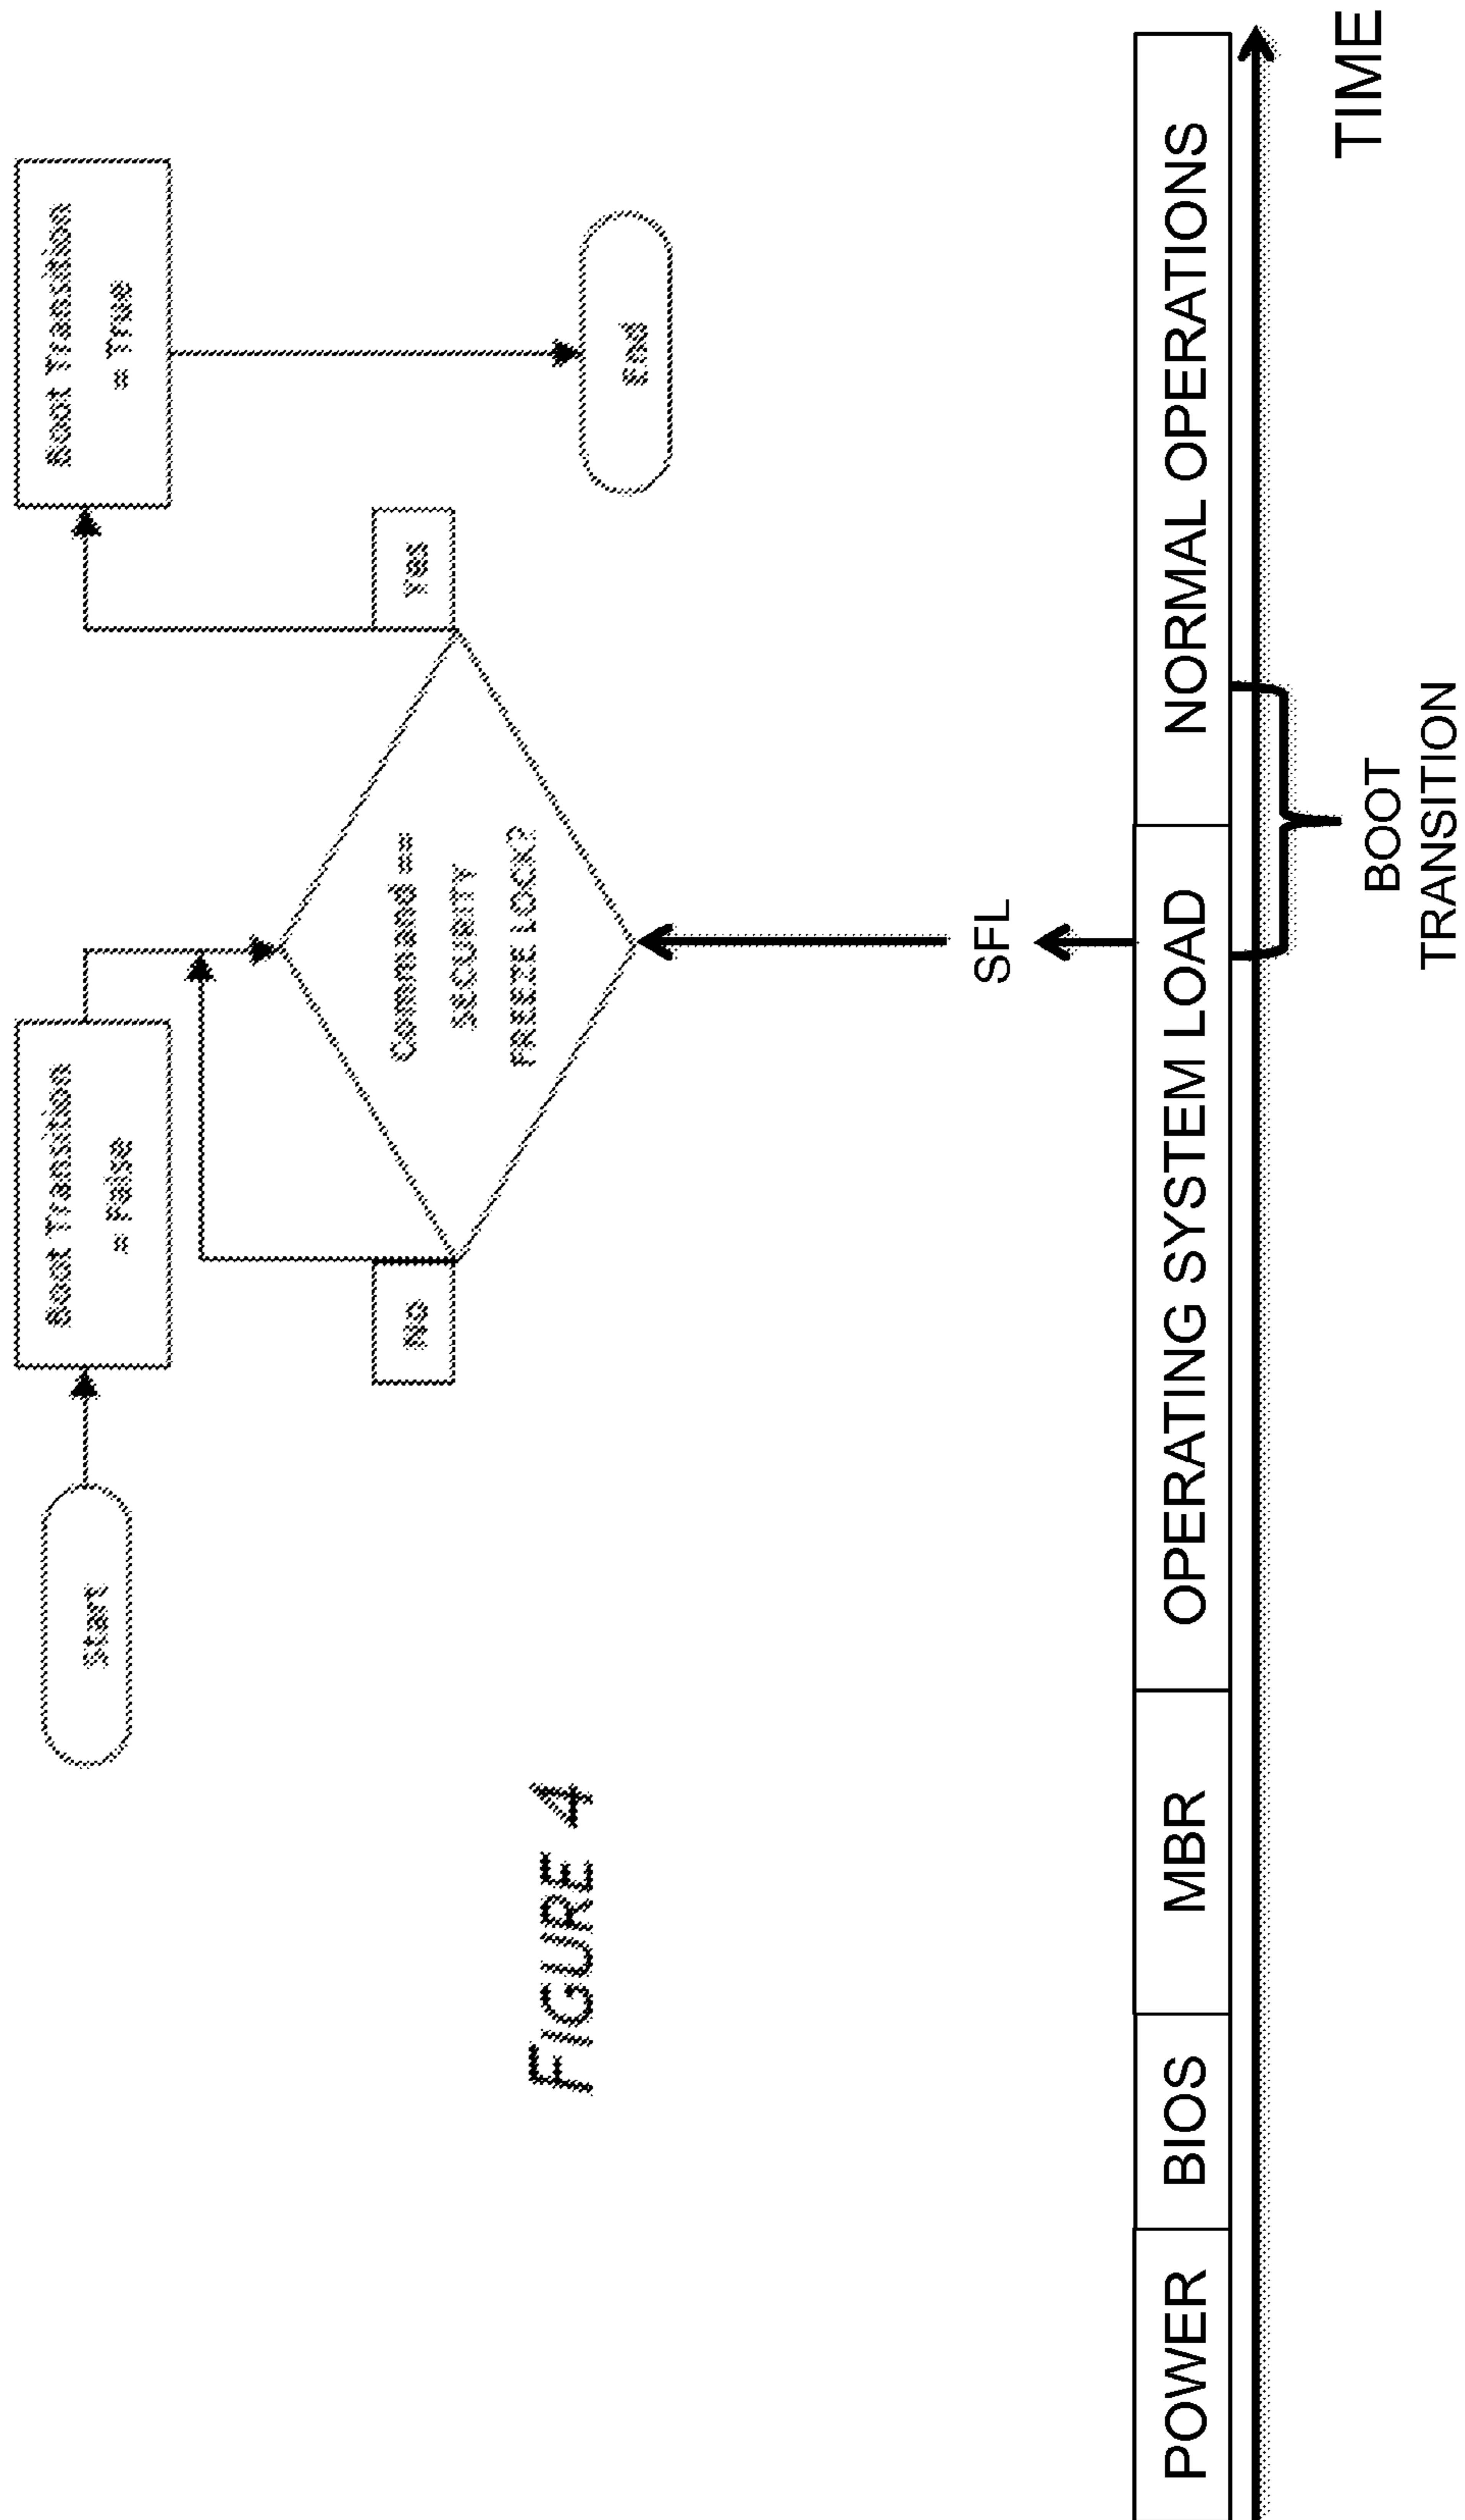 Start
Boot Transition
= False
Boot Transition
= True
NO
Command ==
SECURITY
FREEZE LOCK?
Yes
End
FIGURE 4
SFL
POWER
BIOS
MBR
OPERATING SYSTEM LOAD
NORMAL OPERATIONS
TIME
BOOT
TRANSITION